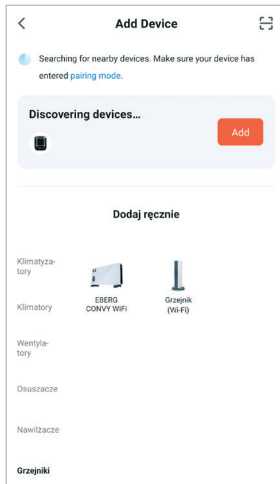 Add Device
Searching for nearby devices. Make sure your device has
entered pairing mode.
Discovering devices...
Add
Dodaj ręcznie
Klimatyza-
tory
EBERG
CONVY WiFi
Grzejnik
(Wi-Fi)
Klimatory
Wentyla-
tory
Osuszacze
Nawilżacze
Grzejniki